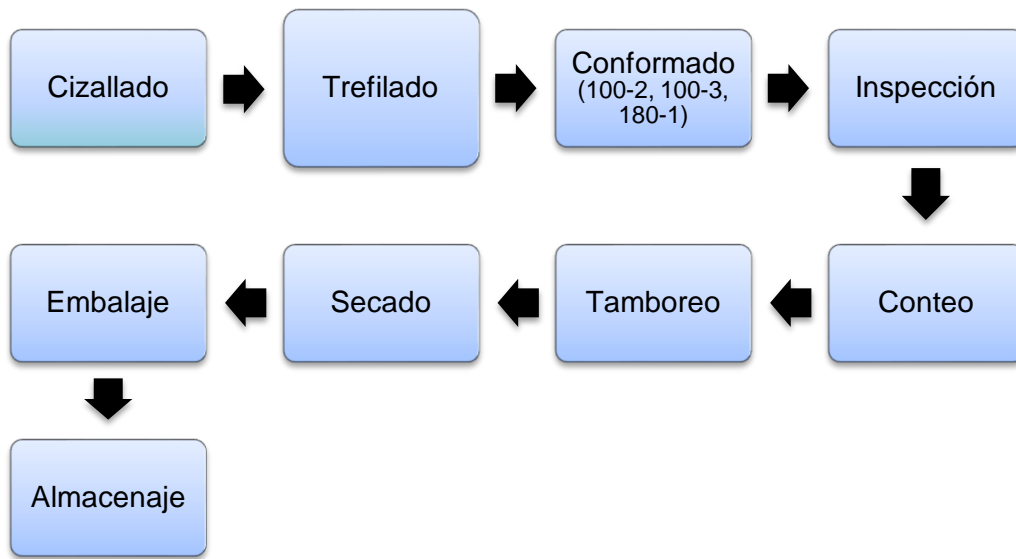 Cizallado
Trefilado
Conformado
(100-2, 100-3,
180-1)
Inspección
Conteo
Tamboreo
Secado
Embalaje
Almacenaje